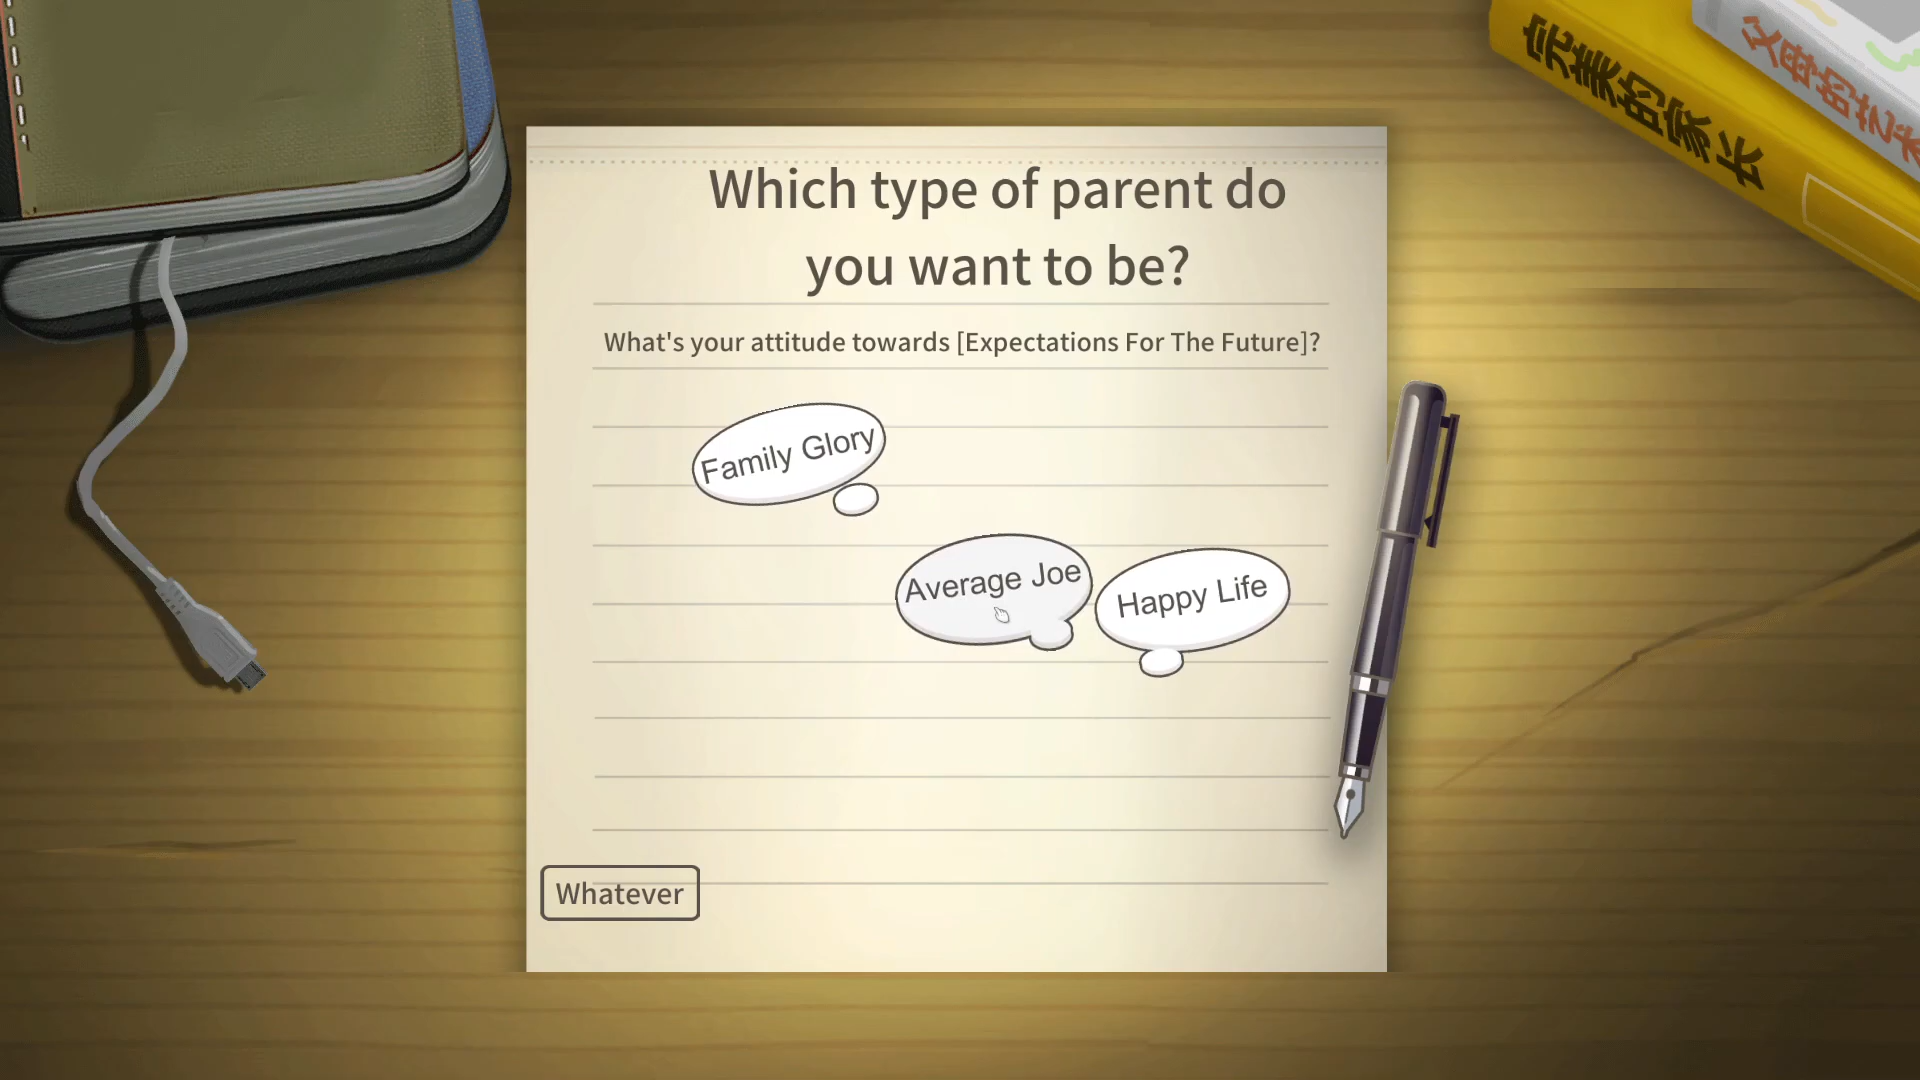 Which type of parent do
you want to be?
What's your attitude towards [Expectations For The Future]?
Family Glory
Average Joe
Happy Life
Whatever